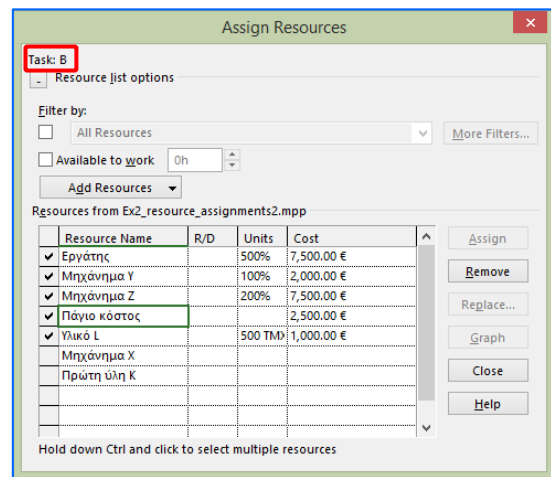 Assign Resources
Task: B
- Resource list options
Filter by:
All Resources More Filters...
Available to work 0h
Add Resources
Resources from Ex2_resource_assignments2.mpp
Resource Name R/D Units Cost Assign
Εργάτης 500% 7,500.00 €
Μηχάνημα Υ 100% 2,000.00 € Remove
Μηχάνημα Ζ 200% 7,500.00 € Replace...
Πάγιο κόστος 2,500.00 €
Υλικό L 500 ΤΜΧ 1,000.00 € Graph
Μηχάνημα Χ Close
Πρώτη ύλη Κ
Help
Hold down Ctrl and click to select multiple resources